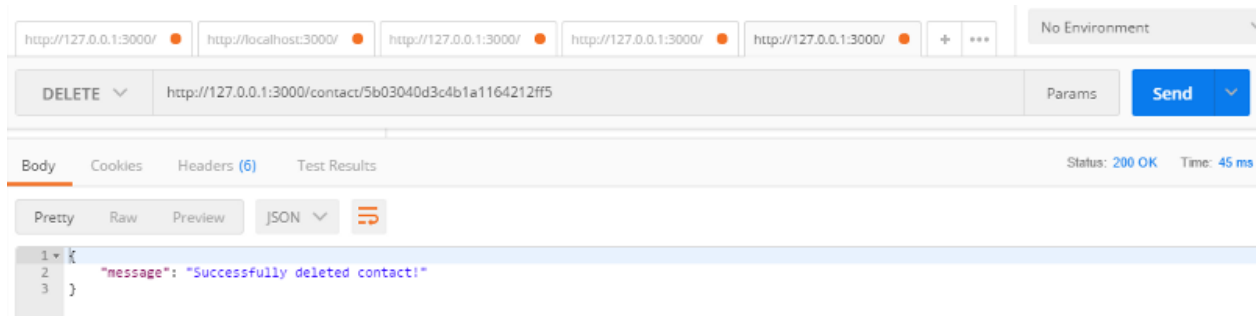 http://127.0.0.1:3000/ http://localhost:3000/ http://127.0.0.1:3000/ http://127.0.0.1:3000/ http://127.0.0.1:3000/ + ••• No Environment
DELETE http://127.0.0.1:3000/contact/5b03040d3c4b1a1164212ff5 Params Send
Body Cookies Headers (6) Test Results Status: 200 OK Time: 45 ms
Pretty Raw Preview JSON
1 {
2 "message": "Successfully deleted contact!"
3 }